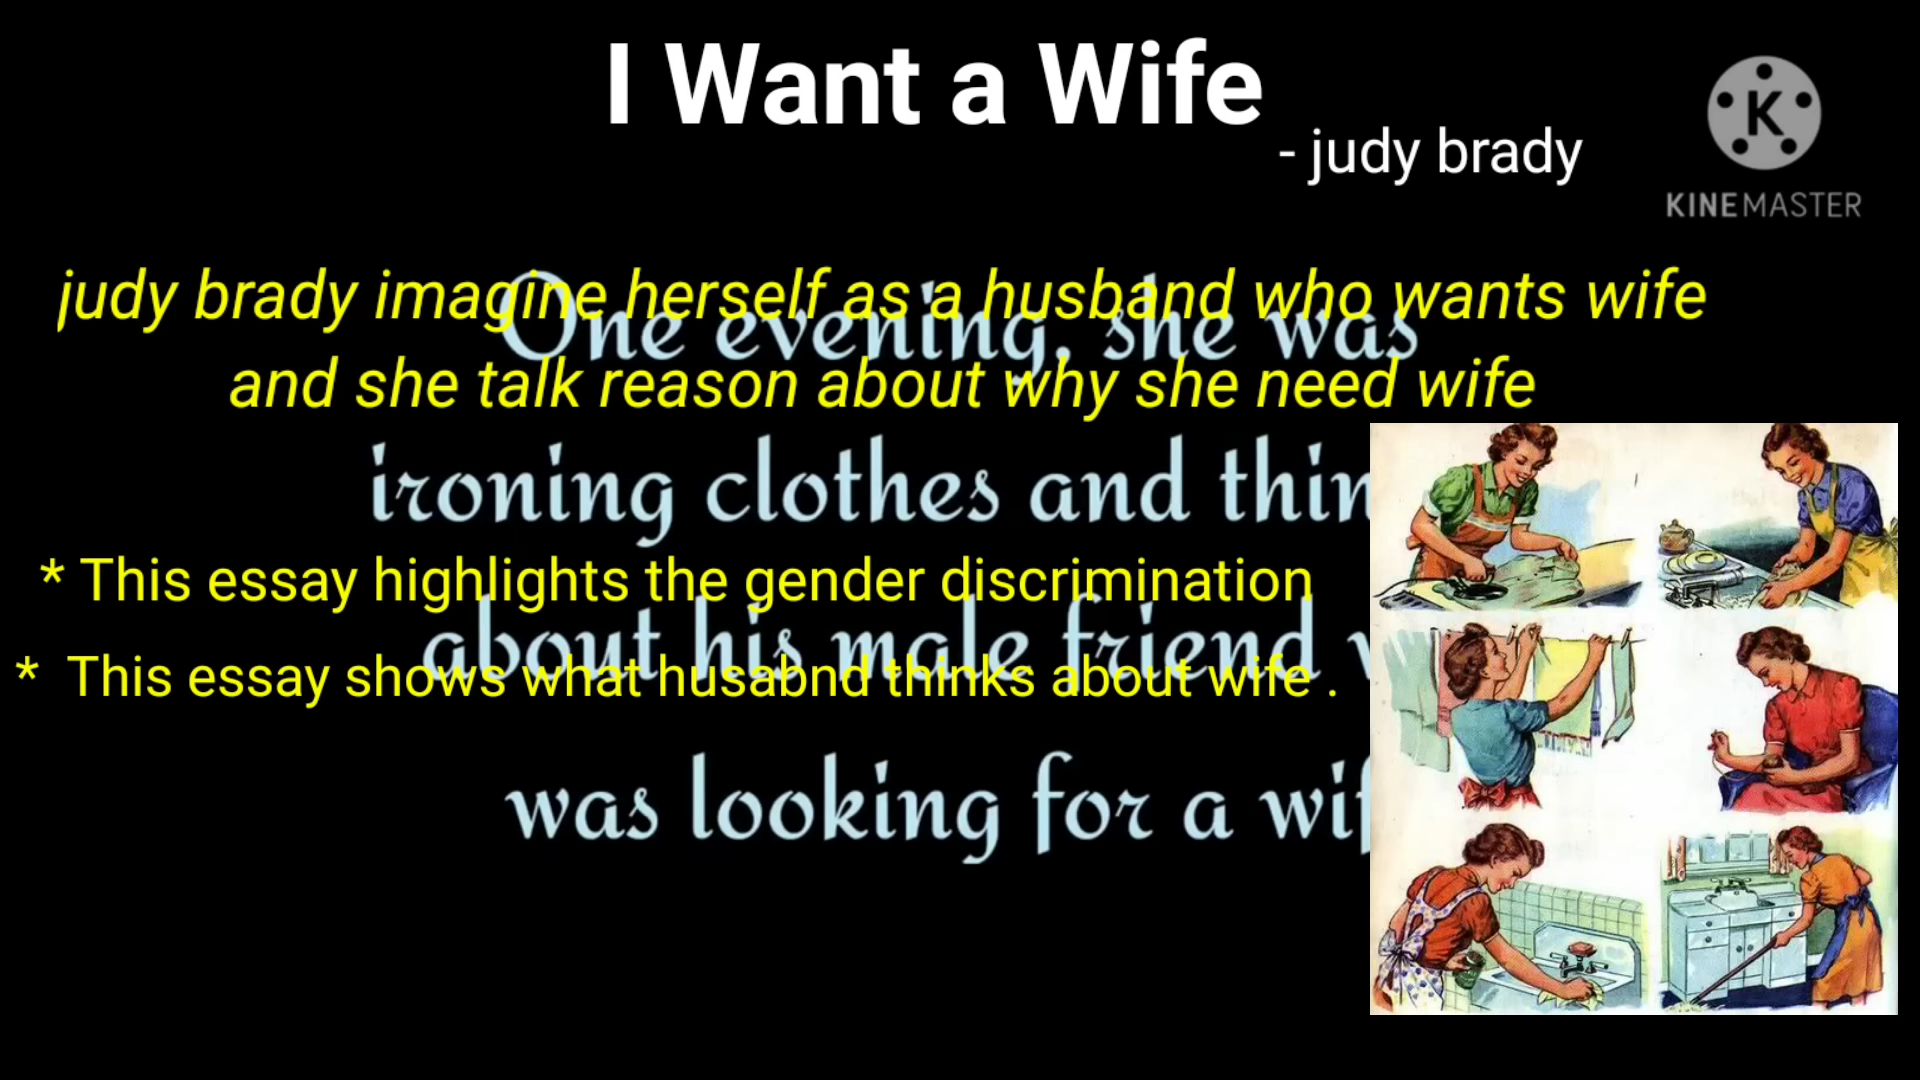 I Want a Wife
- judy brady
K
KINEMASTER
judy brady imagine herself as a husband who wants wife
One evening, she was
and she talk reason about why she need wife
ironing clothes and
* This essay highlights the gender discrimination
about his male friend
* This essay shows what husabnd thinks about wife .
was looking for a